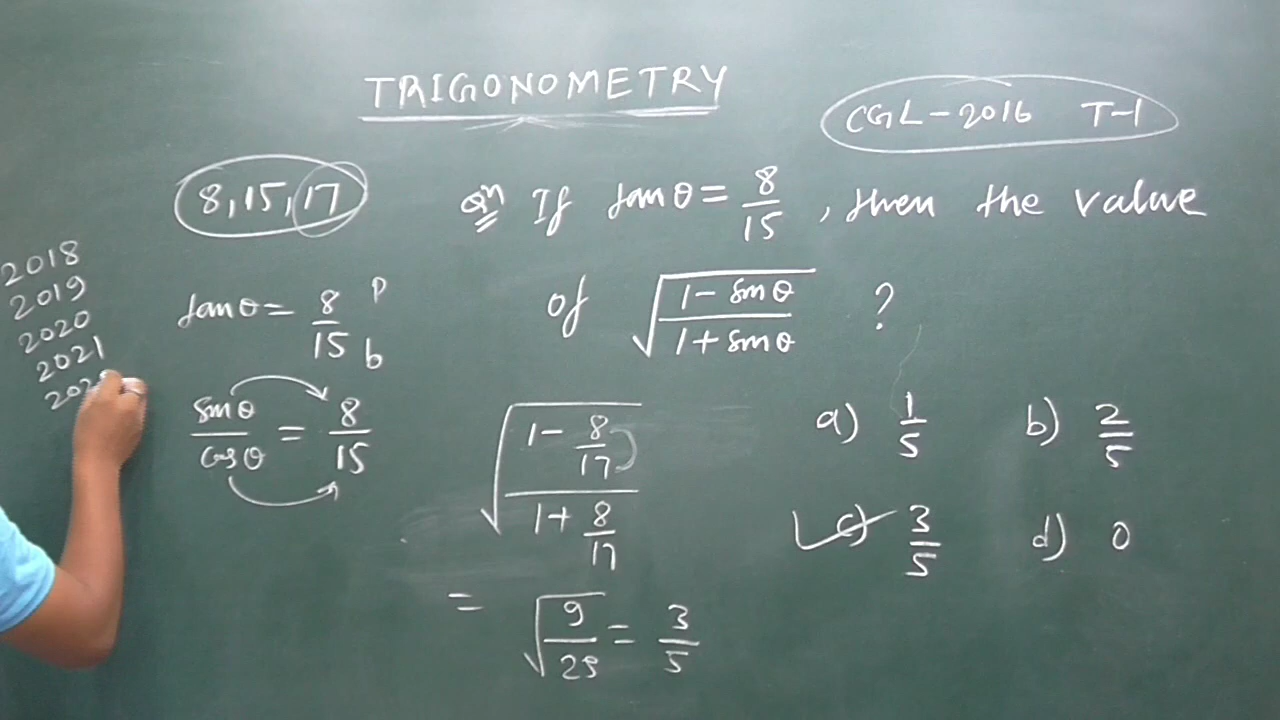 TRIGONOMETRY
CGL-2016 T-1
8, 15, 17
Qn If tanθ = 8/15, then the value
of √((1 - sinθ)/(1 + sinθ)) ?
2018
2019
2020
2021
tanθ = 8/15 p b
sinθ/cosθ = 8/15
√((1 - 8/17)/(1 + 8/17))
= √(9/25) = 3/5
a) 1/5 b) 2/5
c) 3/5 d) 0